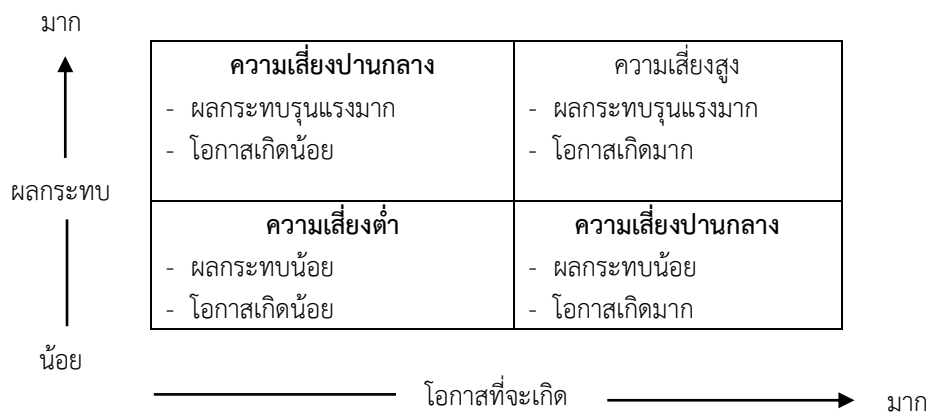 มาก
ความเสี่ยงปานกลาง
- ผลกระทบรุนแรงมาก
- โอกาสเกิดน้อย
ความเสี่ยงสูง
- ผลกระทบรุนแรงมาก
- โอกาสเกิดมาก
ผลกระทบ
ความเสี่ยงต่ำ
- ผลกระทบน้อย
- โอกาสเกิดน้อย
ความเสี่ยงปานกลาง
- ผลกระทบน้อย
- โอกาสเกิดมาก
น้อย
โอกาสที่จะเกิด
มาก